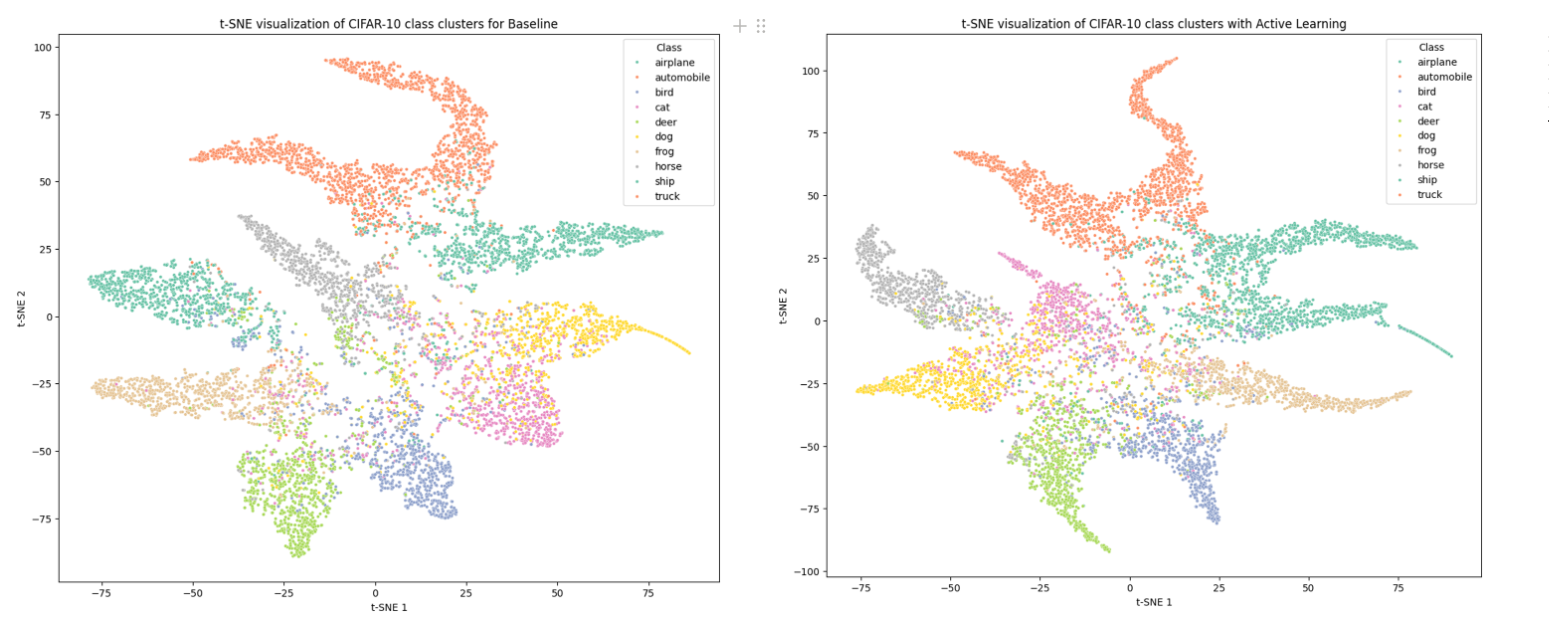 t-SNE visualization of CIFAR-10 class clusters for Baseline
Class
airplane
automobile
bird
cat
deer
dog
frog
horse
ship
truck
100
75
50
25
0
−25
−50
−75
t-SNE 2
−75
−50
−25
0
25
50
75
t-SNE 1
t-SNE visualization of CIFAR-10 class clusters with Active Learning
Class
airplane
automobile
bird
cat
deer
dog
frog
horse
ship
truck
100
75
50
25
0
−25
−50
−75
−100
t-SNE 2
−75
−50
−25
0
25
50
75
t-SNE 1